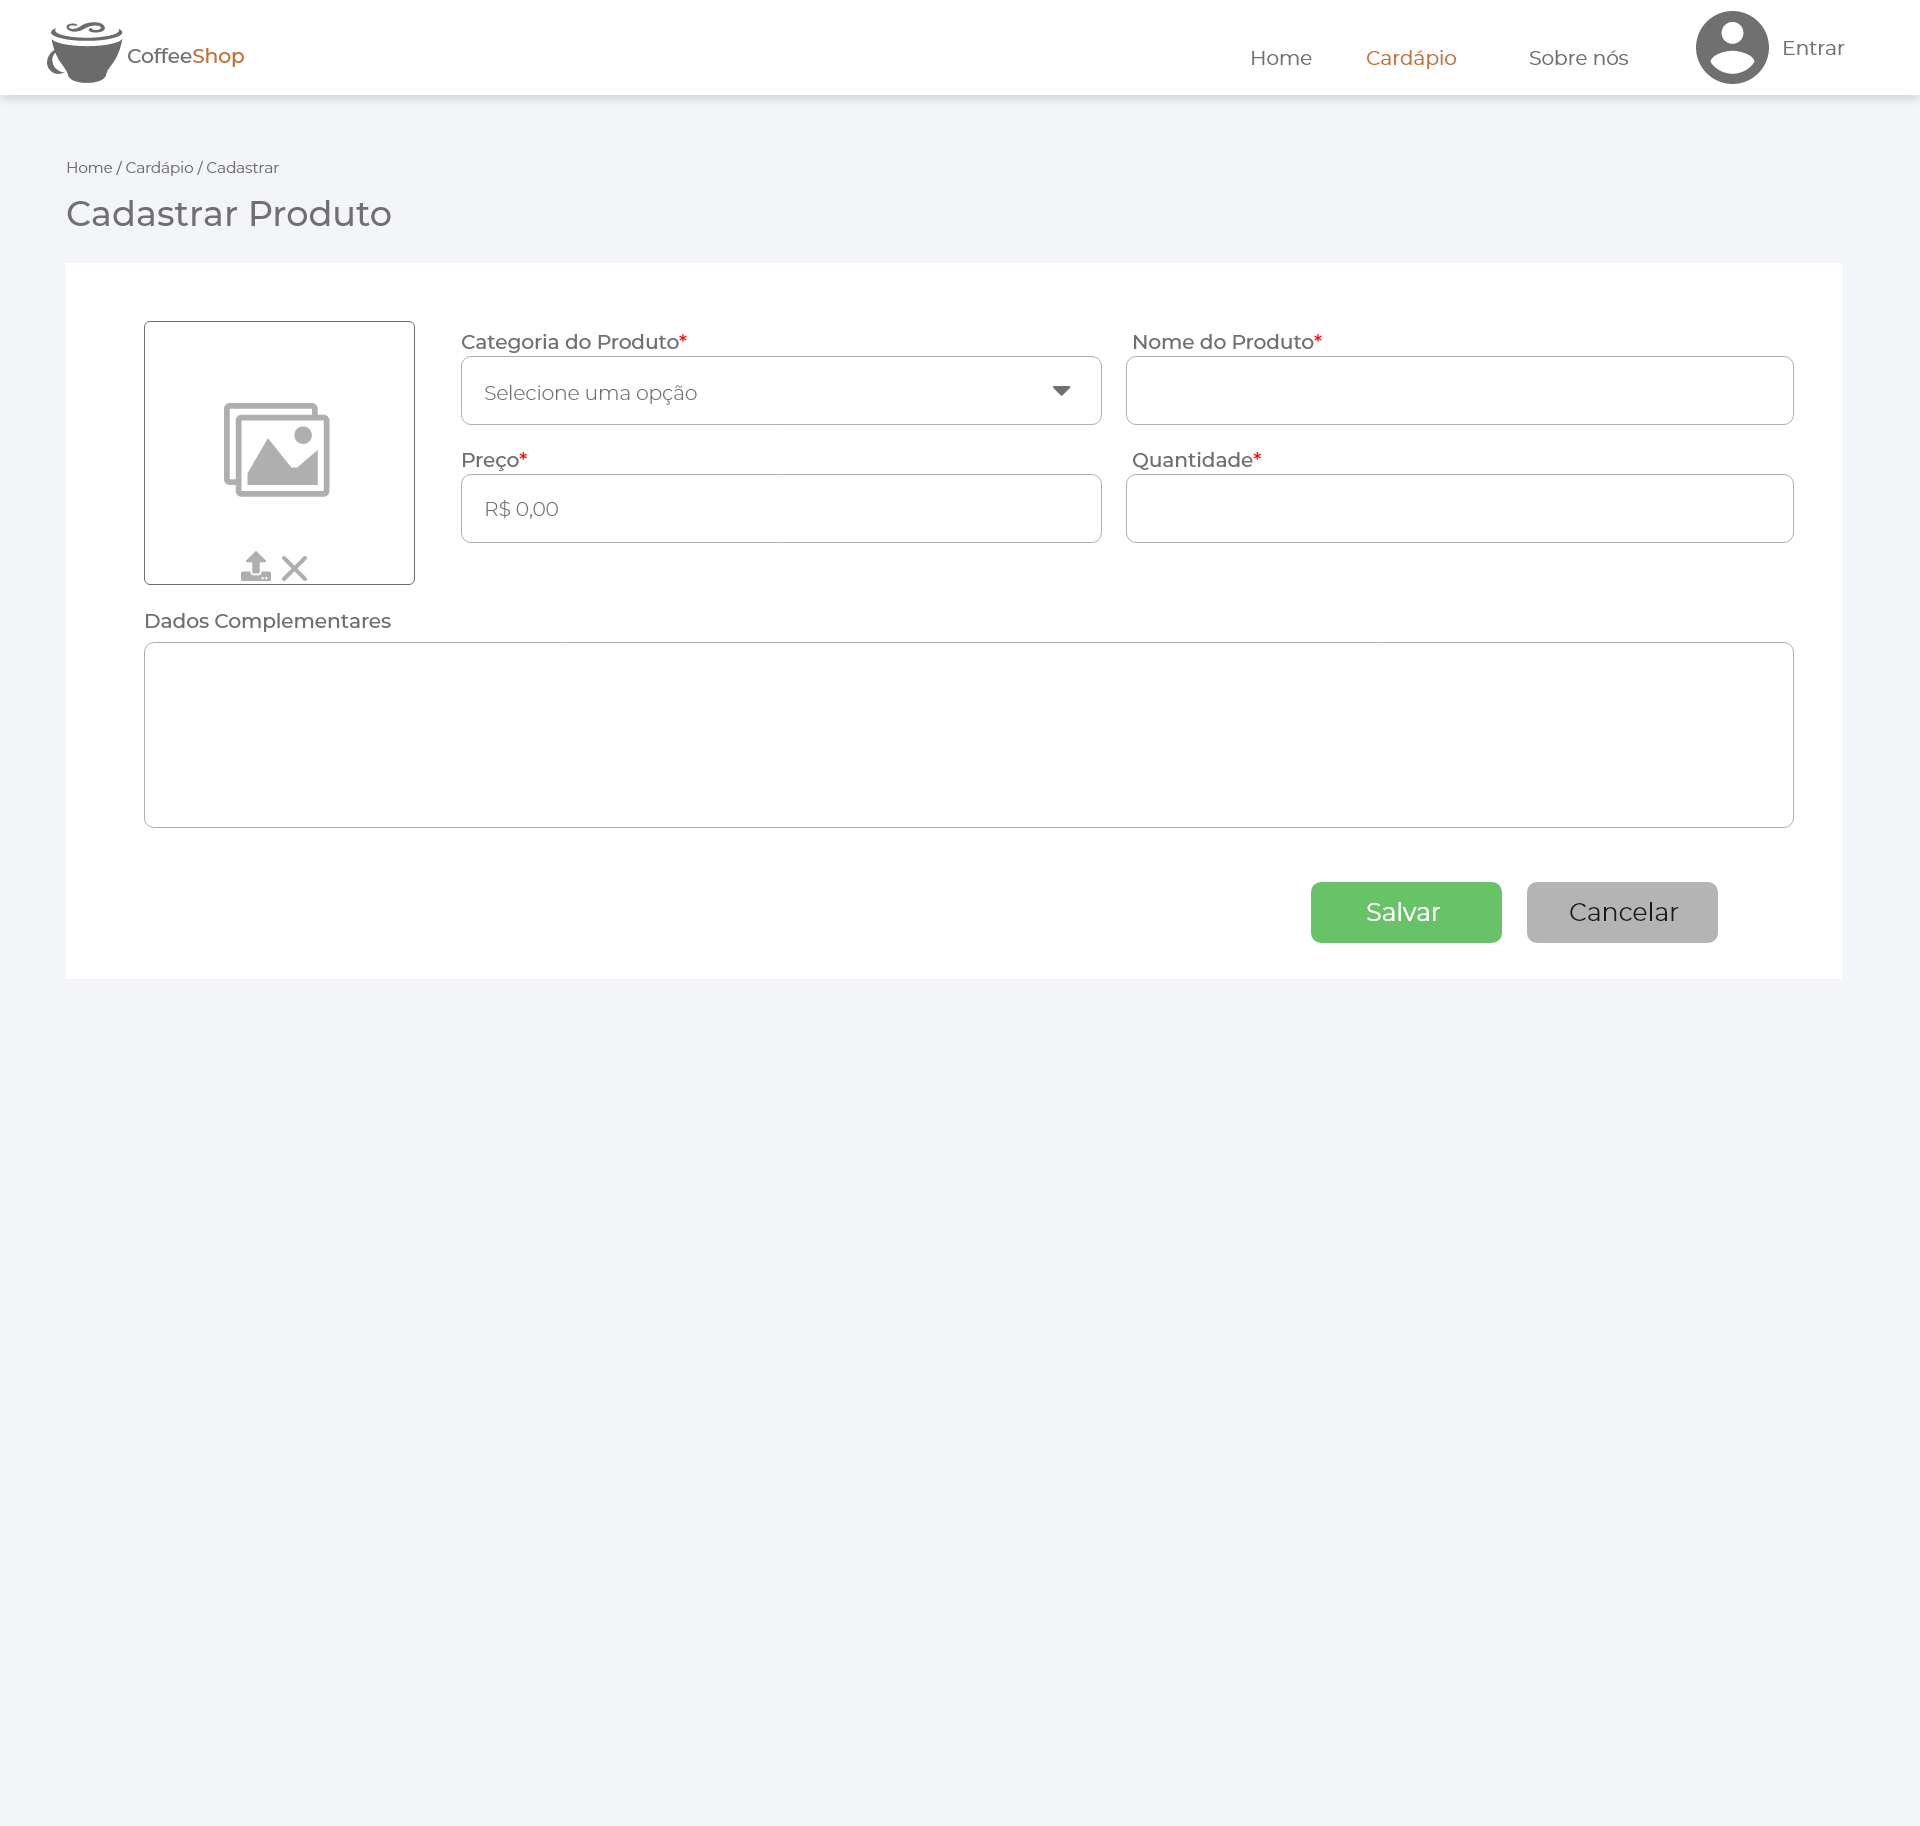 CoffeeShop
Home
Cardápio
Sobre nós
Entrar
Home / Cardápio / Cadastrar
Cadastrar Produto
Categoria do Produto*
Nome do Produto*
Selecione uma opção
Preço*
Quantidade*
R$ 0,00
Dados Complementares
Salvar
Cancelar